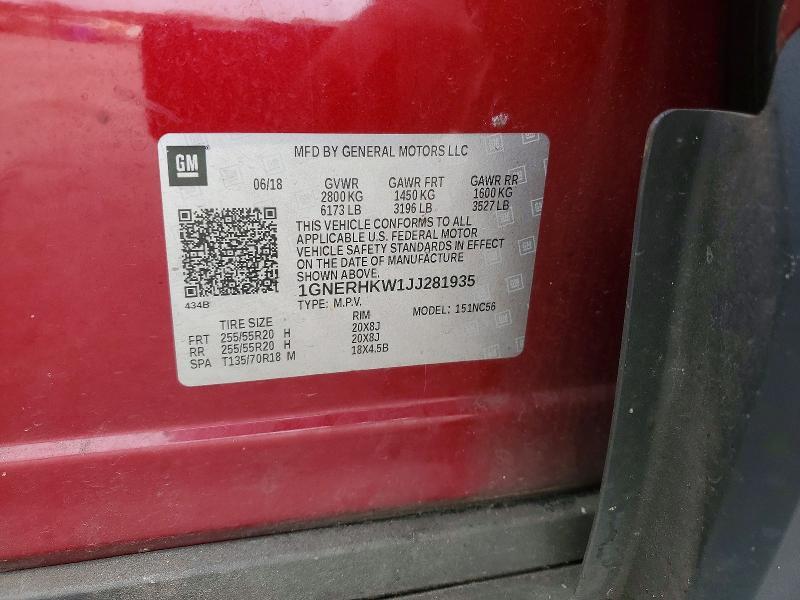 GM
MFD BY GENERAL MOTORS LLC
06/18 GVWR GAWR FRT GAWR RR
2800 KG 1450 KG 1600 KG
6173 LB 3196 LB 3527 LB
THIS VEHICLE CONFORMS TO ALL
APPLICABLE U.S. FEDERAL MOTOR
VEHICLE SAFETY STANDARDS IN EFFECT
ON THE DATE OF MANUFACTURE
SHOWN ABOVE.
1GNERHKW1JJ281935
434B TYPE: M.P.V. MODEL: 151NC56
TIRE SIZE RIM
FRT 255/55R20 H 20X8J
RR 255/55R20 H 20X8J
SPA T135/70R18 M 18X4.5B